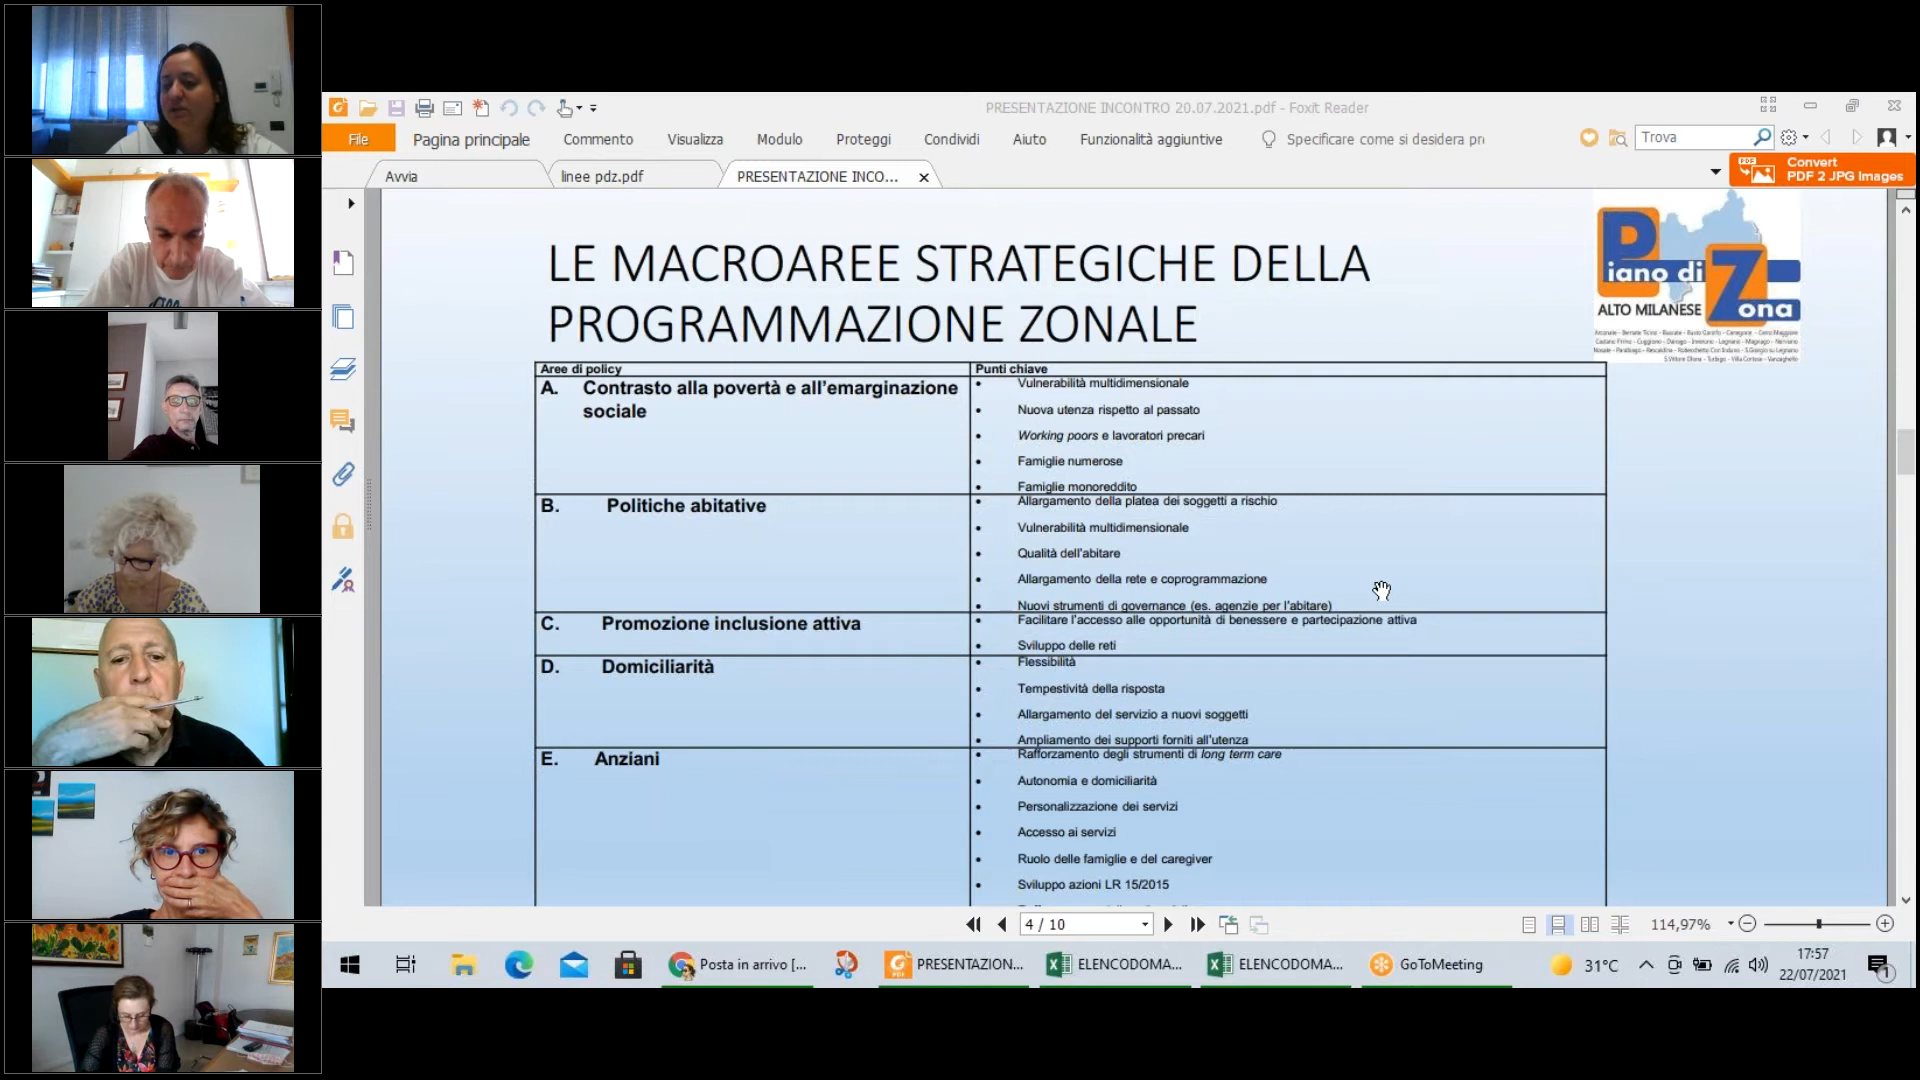 PRESENTAZIONE INCONTRO 20.07.2021.pdf - Foxit Reader
File Pagina principale Commento Visualizza Modulo Proteggi Condividi Aiuto Funzionalità aggiuntive Specificare come si desidera pro Trova
Convert
PDF 2 JPG Images
Avvia linee pdz.pdf PRESENTAZIONE INCO...
LE MACROAREE STRATEGICHE DELLA
PROGRAMMAZIONE ZONALE
Piano di Zona
ALTO MILANESE
Aree di policy Punti chiave
A. Contrasto alla povertà e all'emarginazione
sociale
• Vulnerabilità multidimensionale
• Nuova utenza rispetto al passato
• Working poors e lavoratori precari
• Famiglie numerose
• Famiglie monoreddito
B. Politiche abitative
• Allargamento della platea dei soggetti a rischio
• Vulnerabilità multidimensionale
• Qualità dell'abitare
• Allargamento della rete e coprogrammazione
• Nuovi strumenti di governance (es. agenzie per l'abitare)
C. Promozione inclusione attiva
• Facilitare l'accesso alle opportunità di benessere e partecipazione attiva
• Sviluppo delle reti
D. Domiciliarità
• Flessibilità
• Tempestività della risposta
• Allargamento del servizio a nuovi soggetti
• Ampliamento dei supporti forniti all'utenza
E. Anziani
• Rafforzamento degli strumenti di long term care
• Autonomia e domiciliarità
• Personalizzazione dei servizi
• Accesso ai servizi
• Ruolo delle famiglie e del caregiver
• Sviluppo azioni LR 15/2015
4 / 10 114,97%
Posta in arrivo [... PRESENTAZION... ELENCODOMA... ELENCODOMA... GoToMeeting 31°C 17:57
22/07/2021
1